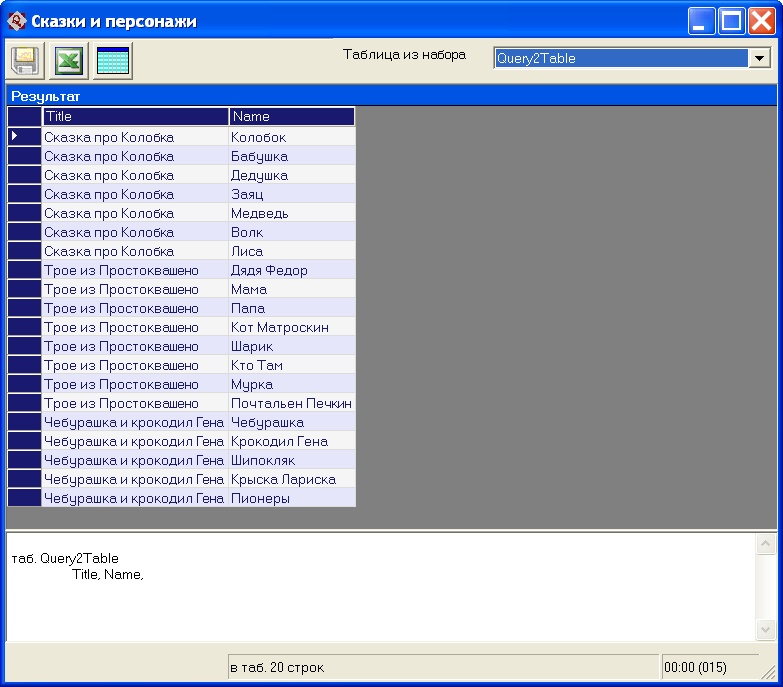 Сказки и персонажи
Таблица из набора Query2Table
Результат
Title Name
Сказка про Колобка Колобок
Сказка про Колобка Бабушка
Сказка про Колобка Дедушка
Сказка про Колобка Заяц
Сказка про Колобка Медведь
Сказка про Колобка Волк
Сказка про Колобка Лиса
Трое из Простоквашено Дядя Федор
Трое из Простоквашено Мама
Трое из Простоквашено Папа
Трое из Простоквашено Кот Матроскин
Трое из Простоквашено Шарик
Трое из Простоквашено Кто Там
Трое из Простоквашено Мурка
Трое из Простоквашено Почтальен Печкин
Чебурашка и крокодил Гена Чебурашка
Чебурашка и крокодил Гена Крокодил Гена
Чебурашка и крокодил Гена Шипокляк
Чебурашка и крокодил Гена Крыска Лариска
Чебурашка и крокодил Гена Пионеры
таб. Query2Table
Title, Name,
в таб. 20 строк 00:00 (015)